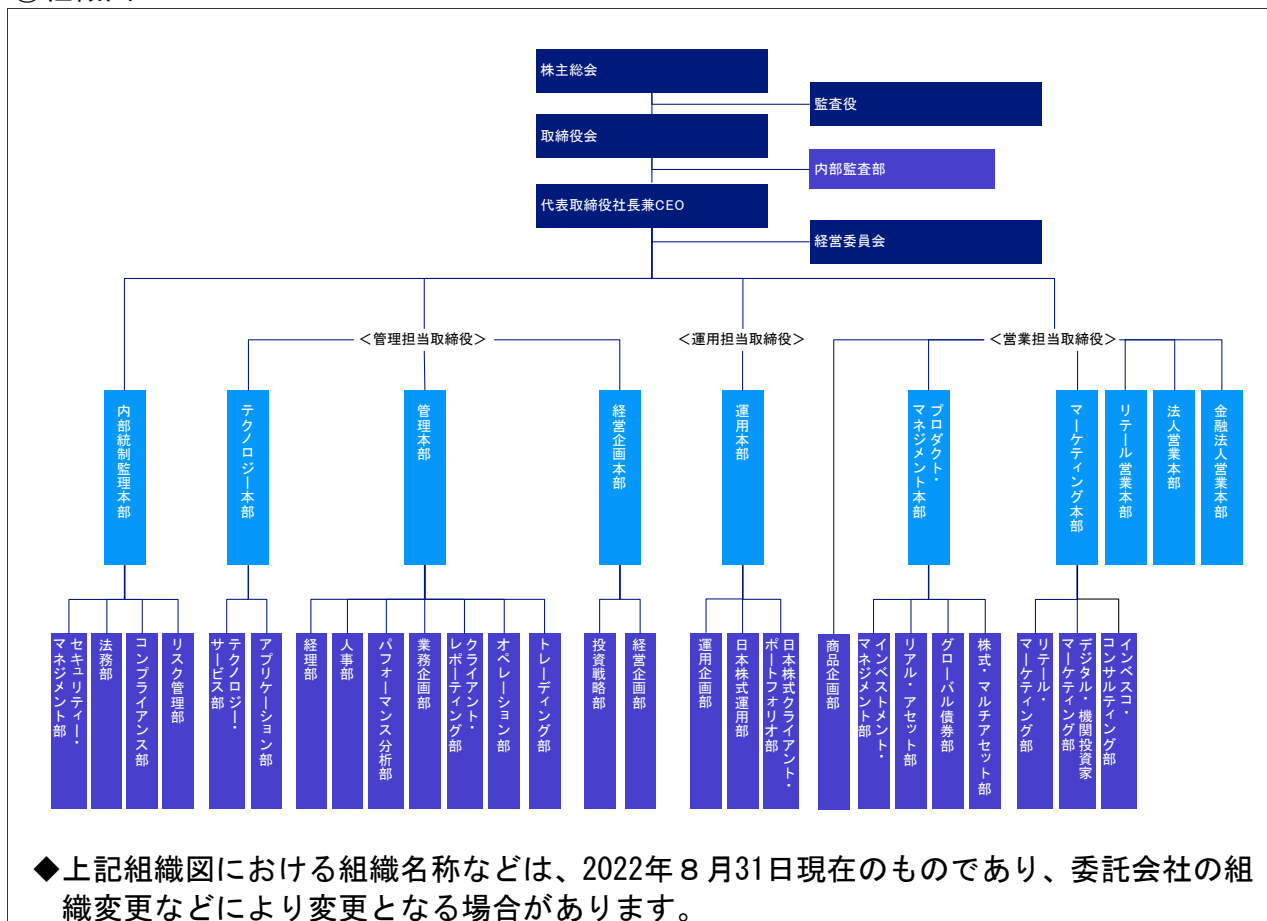 株主総会
監査役
取締役会
内部監査部
代表取締役社長兼CEO
経営委員会
＜管理担当取締役＞
＜運用担当取締役＞
＜営業担当取締役＞
内部統制監理本部
テクノロジー本部
管理本部
経営企画本部
運用本部
プロダクト・
マネジメント本部
マーケティング本部
リテール営業本部
法人営業本部
金融法人営業本部
セキュリティー・
マネジメント部
法務部
コンプライアンス部
リスク管理部
テクノロジー・
サービス部
アプリケーション部
経理部
人事部
パフォーマンス分析部
業務企画部
クライアント・
レポーティング部
オペレーション部
トレーディング部
投資戦略部
経営企画部
運用企画部
日本株式運用部
日本株式クライアント・
ポートフォリオ部
商品企画部
インベストメント・
マネジメント部
リアル・アセット部
グローバル債券部
株式・マルチアセット部
リテール・
マーケティング部
デジタル・機関投資家
マーケティング部
インベスコ・
コンサルティング部
◆上記組織図における組織名称などは、2022年８月31日現在のものであり、委託会社の組
織変更などにより変更となる場合があります。